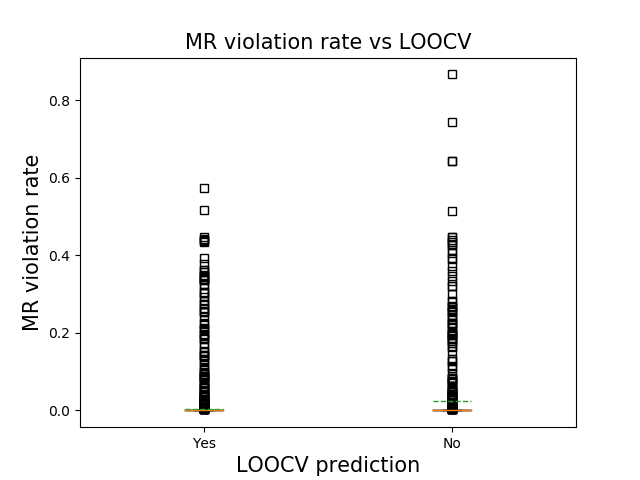 MR violation rate vs LOOCV
MR violation rate
0.8
0.6
0.4
0.2
0.0
Yes
No
LOOCV prediction